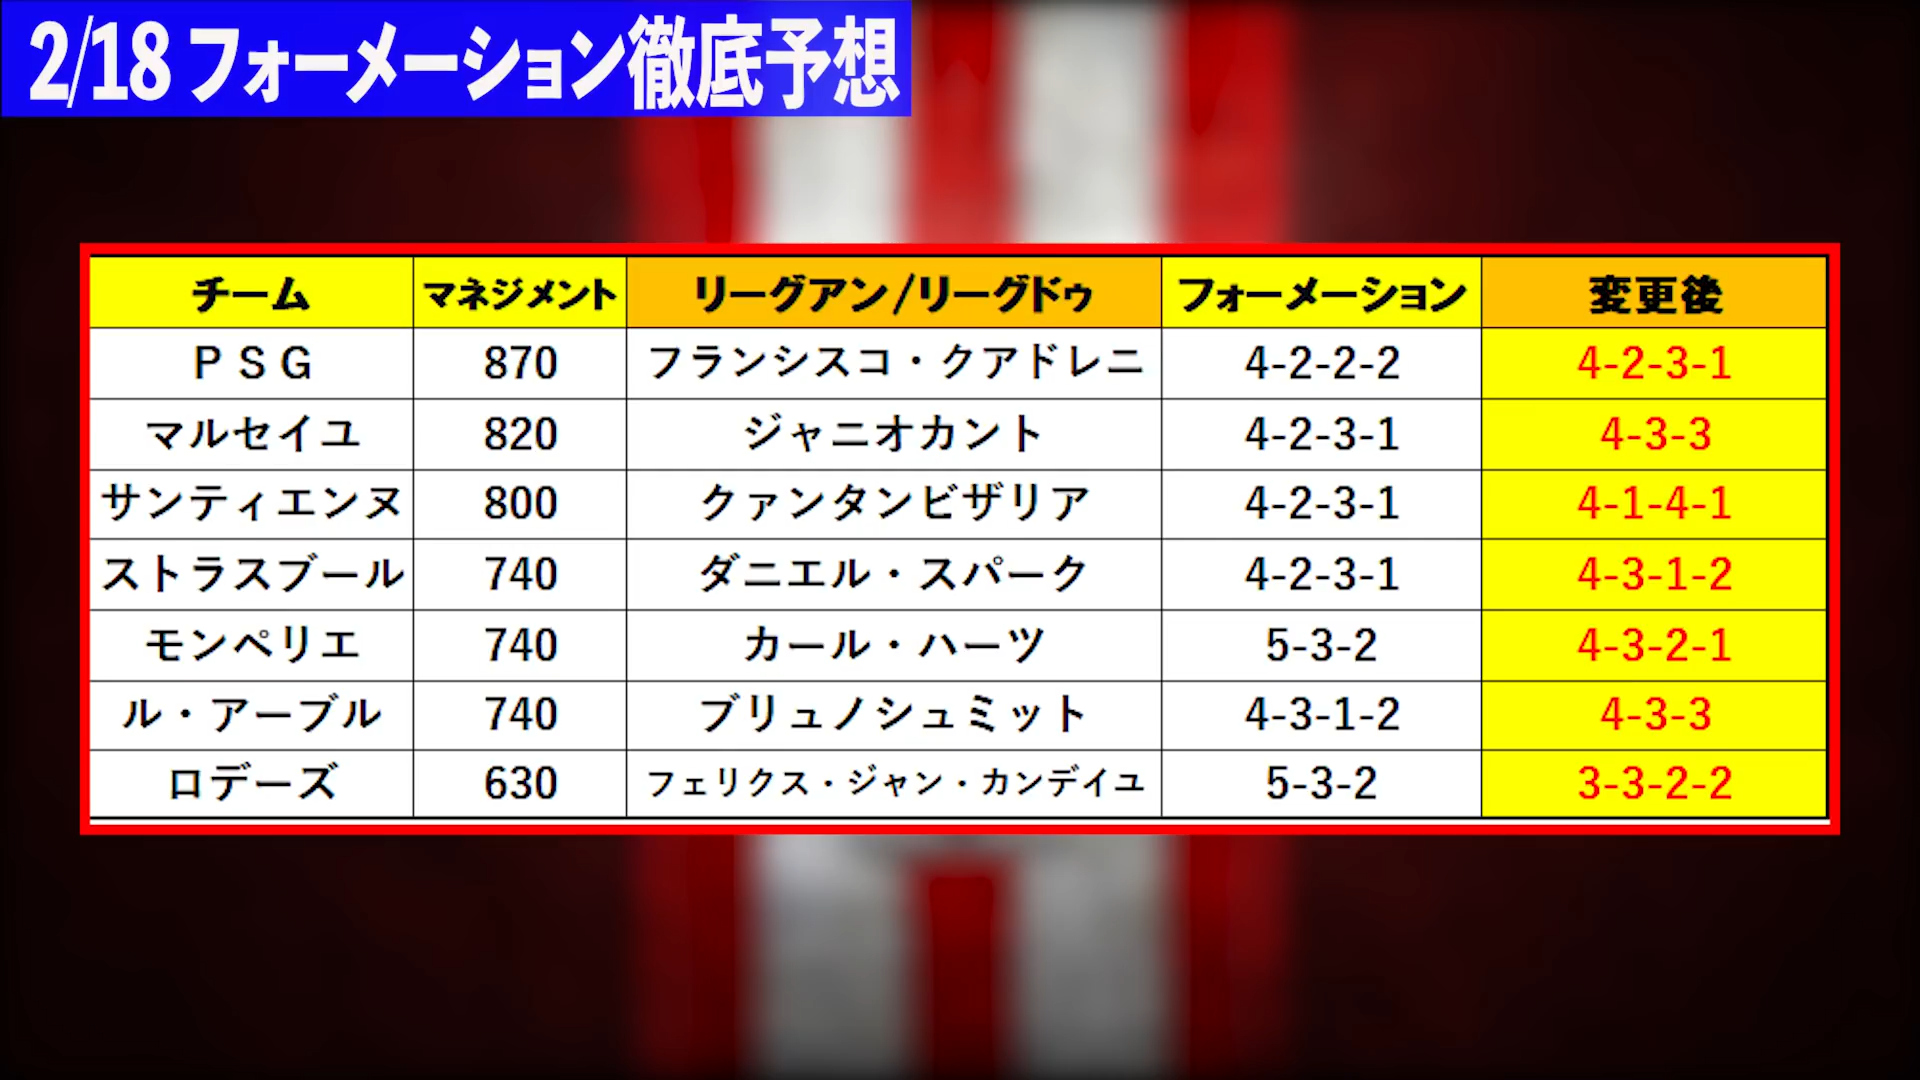 2/18 フォーメーション徹底予想
チーム マネジメント リーグアン/リーグドゥ フォーメーション 変更後
ＰＳＧ 870 フランシスコ・クアドレニ 4-2-2-2 4-2-3-1
マルセイユ 820 ジャニオカント 4-2-3-1 4-3-3
サンティエンヌ 800 クァンタンビザリア 4-2-3-1 4-1-4-1
ストラスブール 740 ダニエル・スパーク 4-2-3-1 4-3-1-2
モンペリエ 740 カール・ハーツ 5-3-2 4-3-2-1
ル・アーブル 740 ブリュノシュミット 4-3-1-2 4-3-3
ロデーズ 630 フェリクス・ジャン・カンデイユ 5-3-2 3-3-2-2